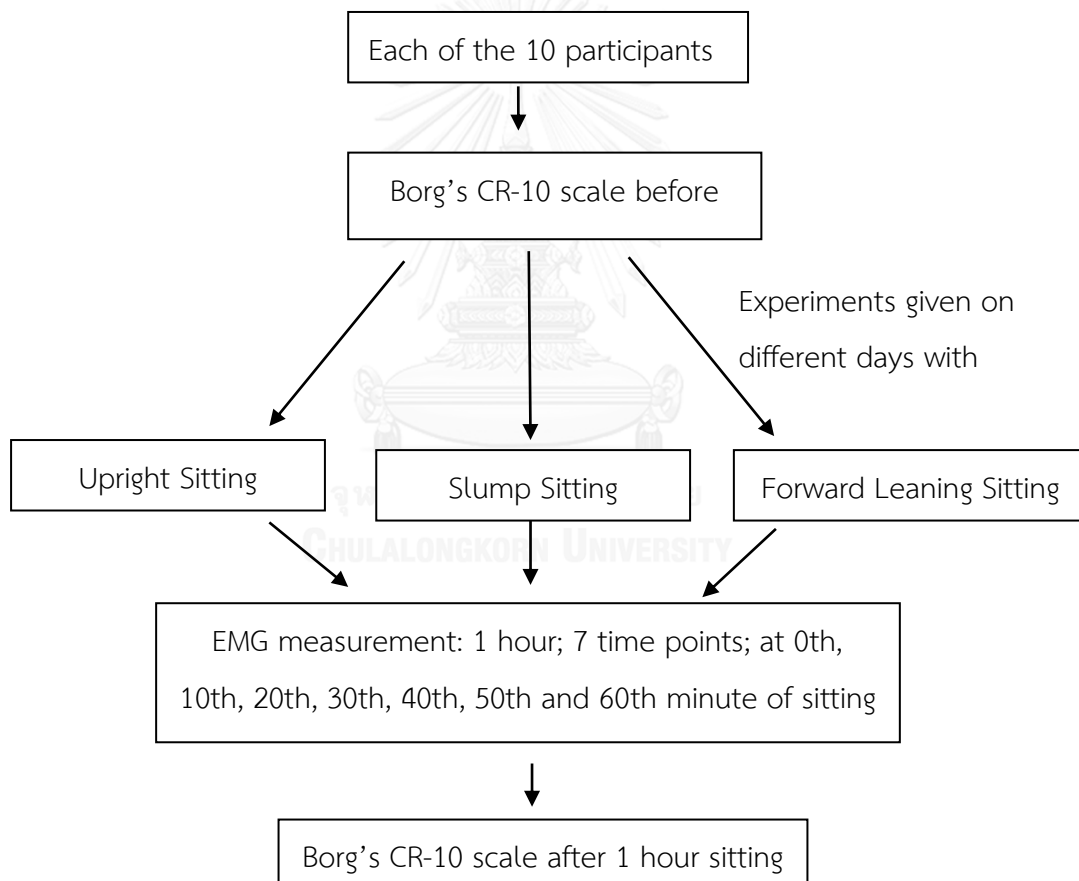 Each of the 10 participants
Borg's CR-10 scale before
Experiments given on
different days with
Upright Sitting
Slump Sitting
Forward Leaning Sitting
CHULALONGKORN UNIVERSITY
EMG measurement: 1 hour; 7 time points; at 0th,
10th, 20th, 30th, 40th, 50th and 60th minute of sitting
Borg's CR-10 scale after 1 hour sitting